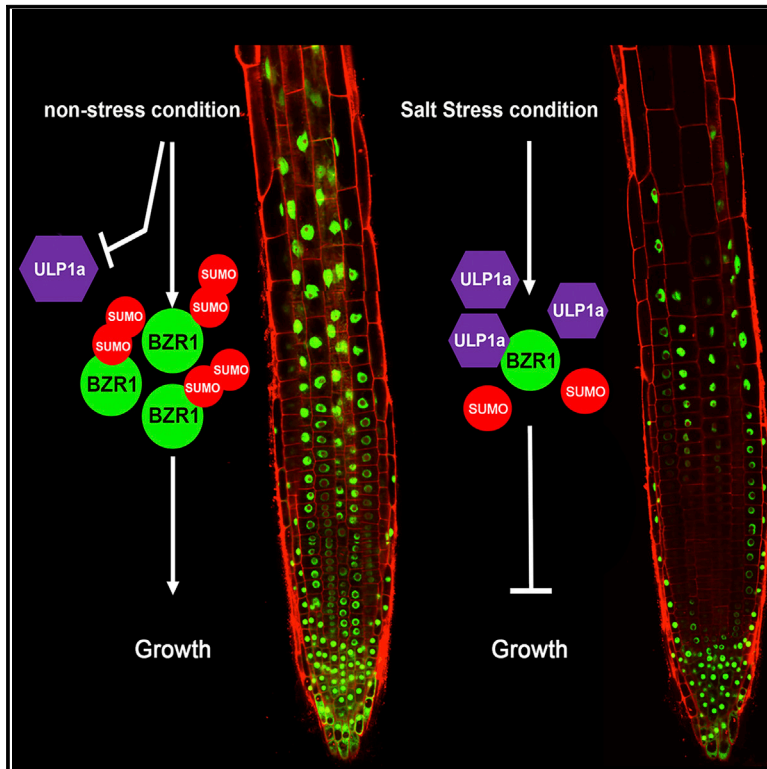 non-stress condition
ULP1a
SUMO
SUMO
SUMO
SUMO
BZR1
BZR1
SUMO
SUMO
BZR1
Growth
Salt Stress condition
ULP1a
ULP1a
ULP1a
BZR1
SUMO
SUMO
Growth